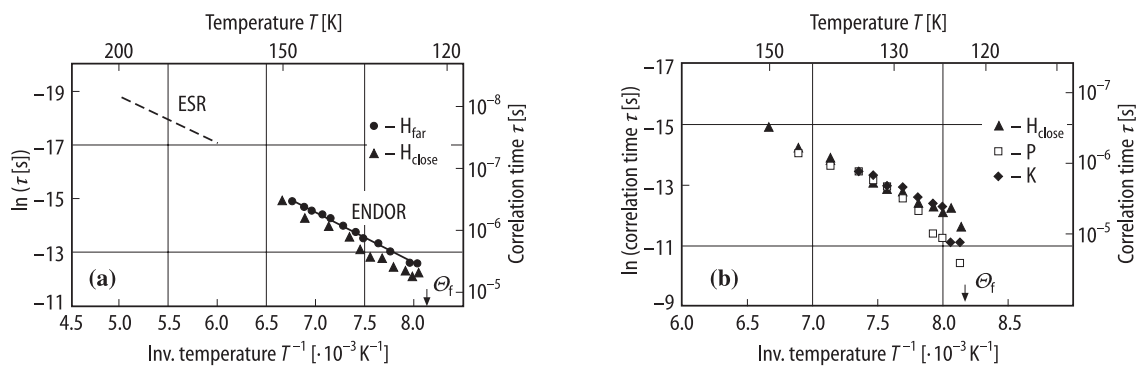 Temperature T [K]
200 150 120
ln (τ [s])
−19
−17
−15
−13
−11
ESR
– H_far
– H_close
ENDOR
(a)
Θ_f
10⁻⁸
10⁻⁷
10⁻⁶
10⁻⁵
Correlation time τ [s]
4.5 5.0 5.5 6.0 6.5 7.0 7.5 8.0
Inv. temperature T⁻¹ [·10⁻³ K⁻¹]
Temperature T [K]
150 130 120
ln (correlation time τ [s])
−17
−15
−13
−11
−9
– H_close
– P
– K
(b)
Θ_f
10⁻⁷
10⁻⁶
10⁻⁵
Correlation time τ [s]
6.0 6.5 7.0 7.5 8.0 8.5
Inv. temperature T⁻¹ [·10⁻³ K⁻¹]